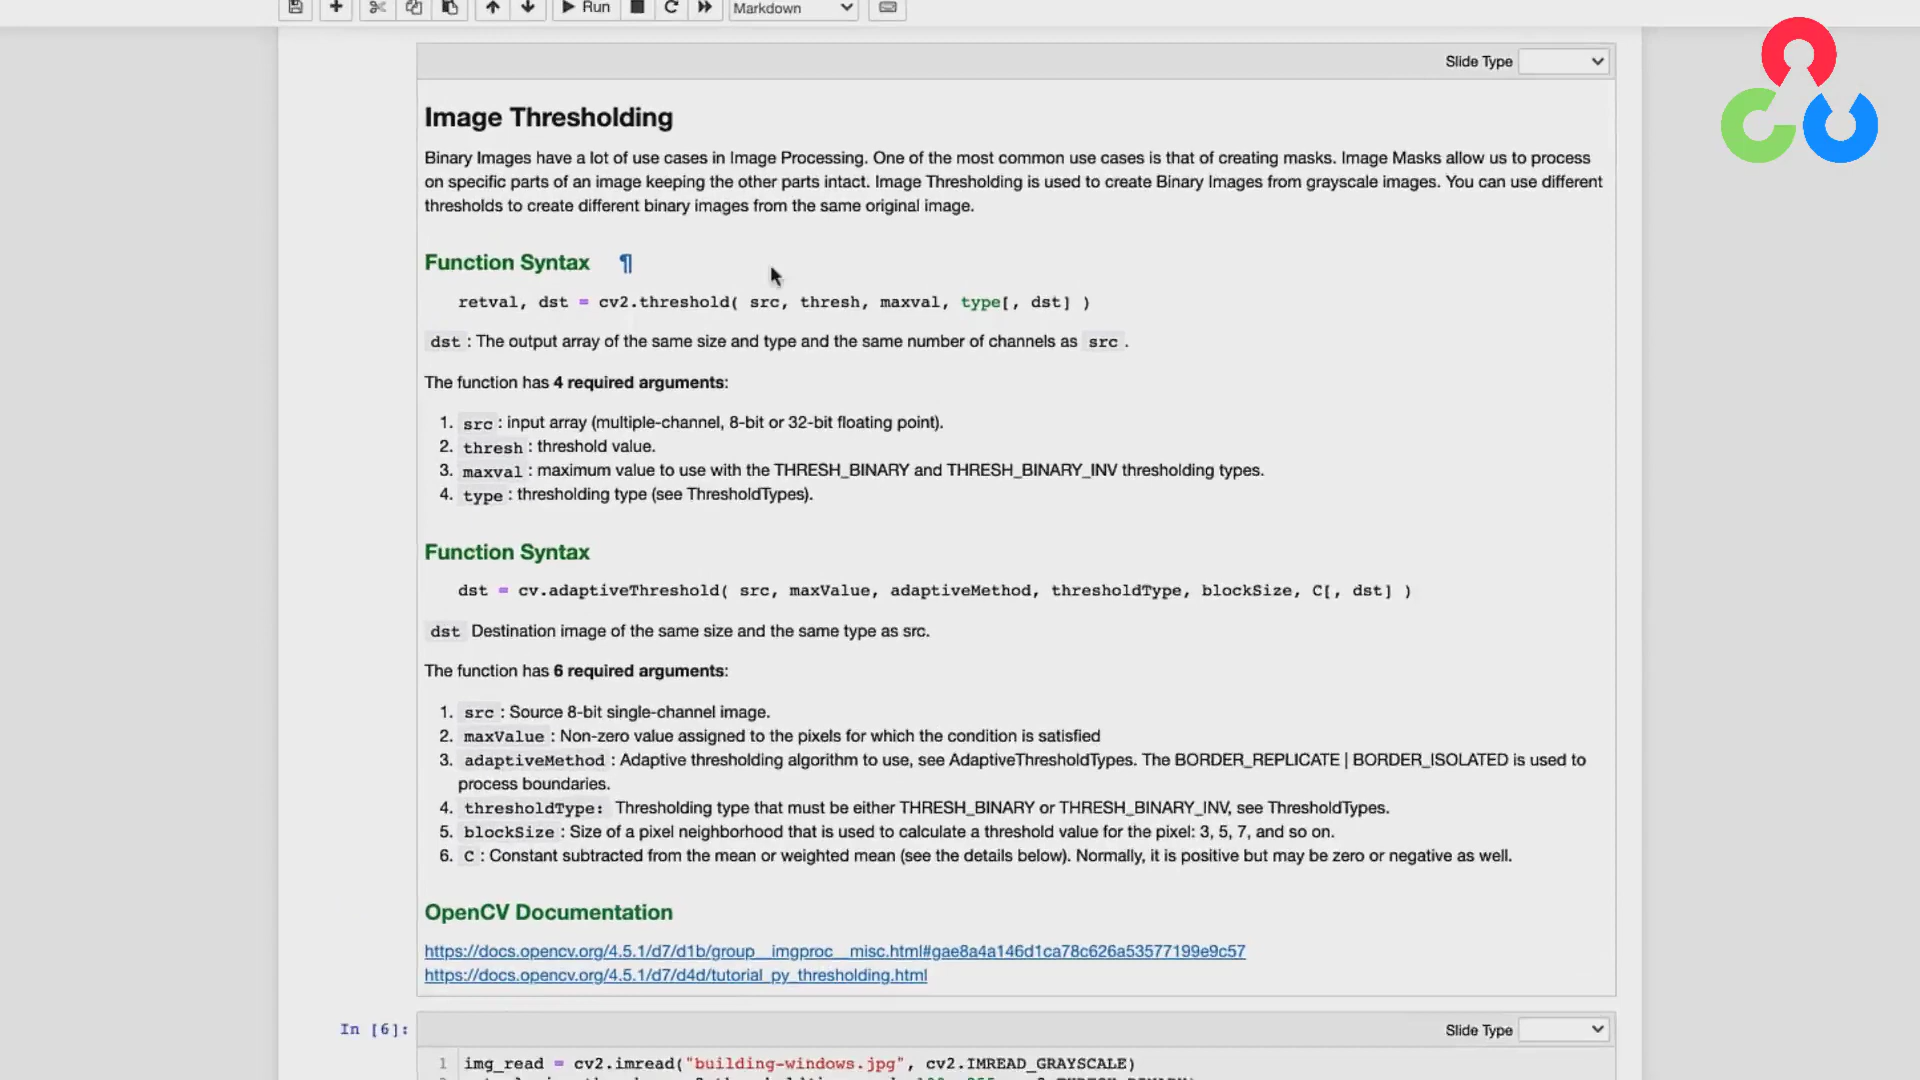 Run
Markdown
Slide Type
Image Thresholding
Binary Images have a lot of use cases in Image Processing. One of the most common use cases is that of creating masks. Image Masks allow us to process
on specific parts of an image keeping the other parts intact. Image Thresholding is used to create Binary Images from grayscale images. You can use different
thresholds to create different binary images from the same original image.
Function Syntax ¶
retval, dst = cv2.threshold( src, thresh, maxval, type[, dst] )
dst : The output array of the same size and type and the same number of channels as src .
The function has 4 required arguments:
1. src : input array (multiple-channel, 8-bit or 32-bit floating point).
2. thresh : threshold value.
3. maxval : maximum value to use with the THRESH_BINARY and THRESH_BINARY_INV thresholding types.
4. type : thresholding type (see ThresholdTypes).
Function Syntax
dst = cv.adaptiveThreshold( src, maxValue, adaptiveMethod, thresholdType, blockSize, C[, dst] )
dst Destination image of the same size and the same type as src.
The function has 6 required arguments:
1. src : Source 8-bit single-channel image.
2. maxValue : Non-zero value assigned to the pixels for which the condition is satisfied
3. adaptiveMethod : Adaptive thresholding algorithm to use, see AdaptiveThresholdTypes. The BORDER_REPLICATE | BORDER_ISOLATED is used to
process boundaries.
4. thresholdType: Thresholding type that must be either THRESH_BINARY or THRESH_BINARY_INV, see ThresholdTypes.
5. blockSize : Size of a pixel neighborhood that is used to calculate a threshold value for the pixel: 3, 5, 7, and so on.
6. C : Constant subtracted from the mean or weighted mean (see the details below). Normally, it is positive but may be zero or negative as well.
OpenCV Documentation
https://docs.opencv.org/4.5.1/d7/d1b/group__imgproc__misc.html#gae8a4a146d1ca78c626a53577199e9c57
https://docs.opencv.org/4.5.1/d7/d4d/tutorial_py_thresholding.html
In [6]:
Slide Type
1 img_read = cv2.imread("building-windows.jpg", cv2.IMREAD_GRAYSCALE)